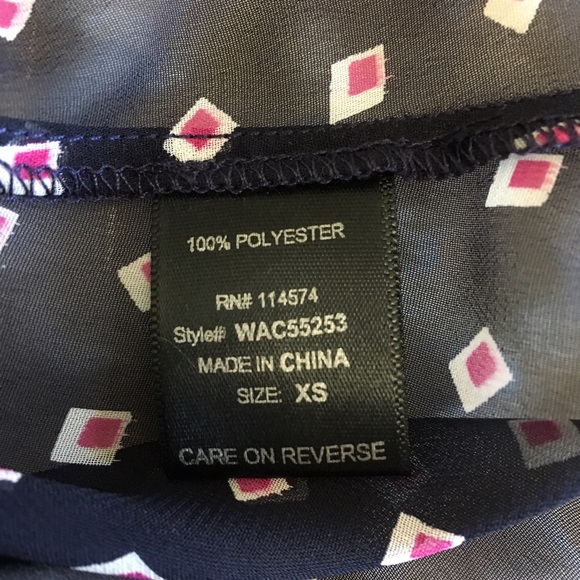 100% POLYESTER
RN# 114574
Style# WAC55253
MADE IN CHINA
SIZE: XS
CARE ON REVERSE